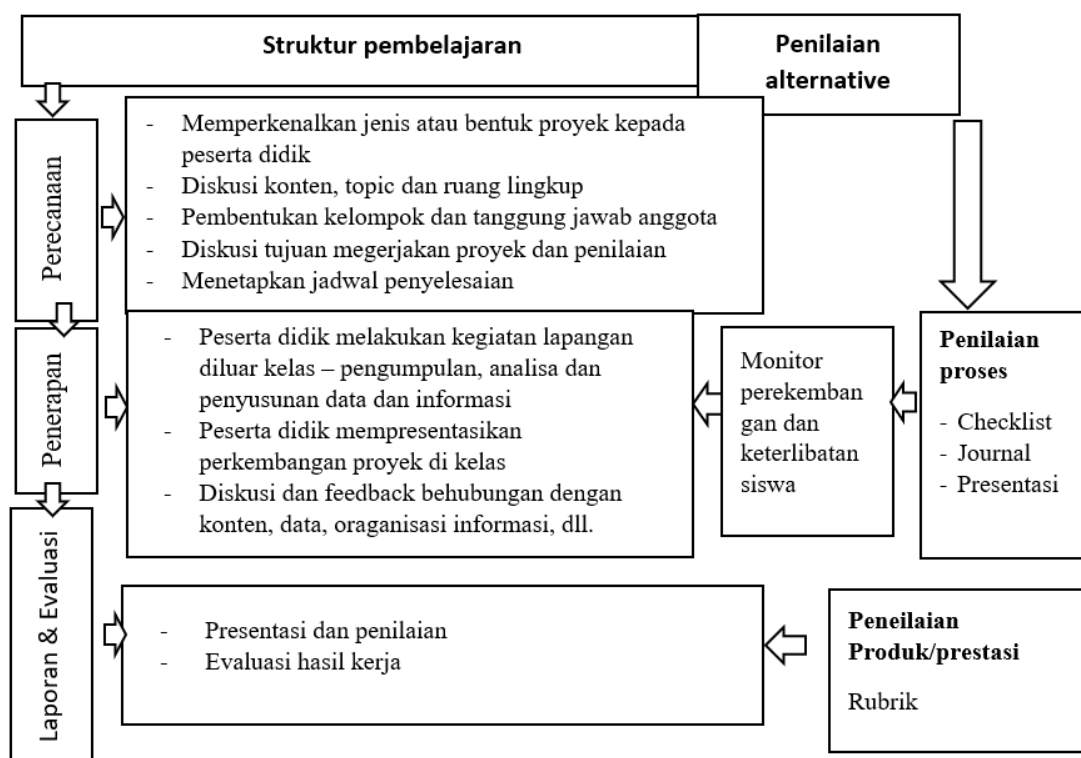 Struktur pembelajaran
Penilaian
alternative
Perecanaan
- Memperkenalkan jenis atau bentuk proyek kepada
peserta didik
- Diskusi konten, topic dan ruang lingkup
- Pembentukan kelompok dan tanggung jawab anggota
- Diskusi tujuan megerjakan proyek dan penilaian
- Menetapkan jadwal penyelesaian
Penerapan
- Peserta didik melakukan kegiatan lapangan
diluar kelas – pengumpulan, analisa dan
penyusunan data dan informasi
- Peserta didik mempresentasikan
perkembangan proyek di kelas
- Diskusi dan feedback behubungan dengan
konten, data, oraganisasi informasi, dll.
Monitor
perekemban
gan dan
keterlibatan
siswa
Penilaian
proses
- Checklist
- Journal
- Presentasi
Laporan & Evaluasi
- Presentasi dan penilaian
- Evaluasi hasil kerja
Peneilaian
Produk/prestasi
Rubrik